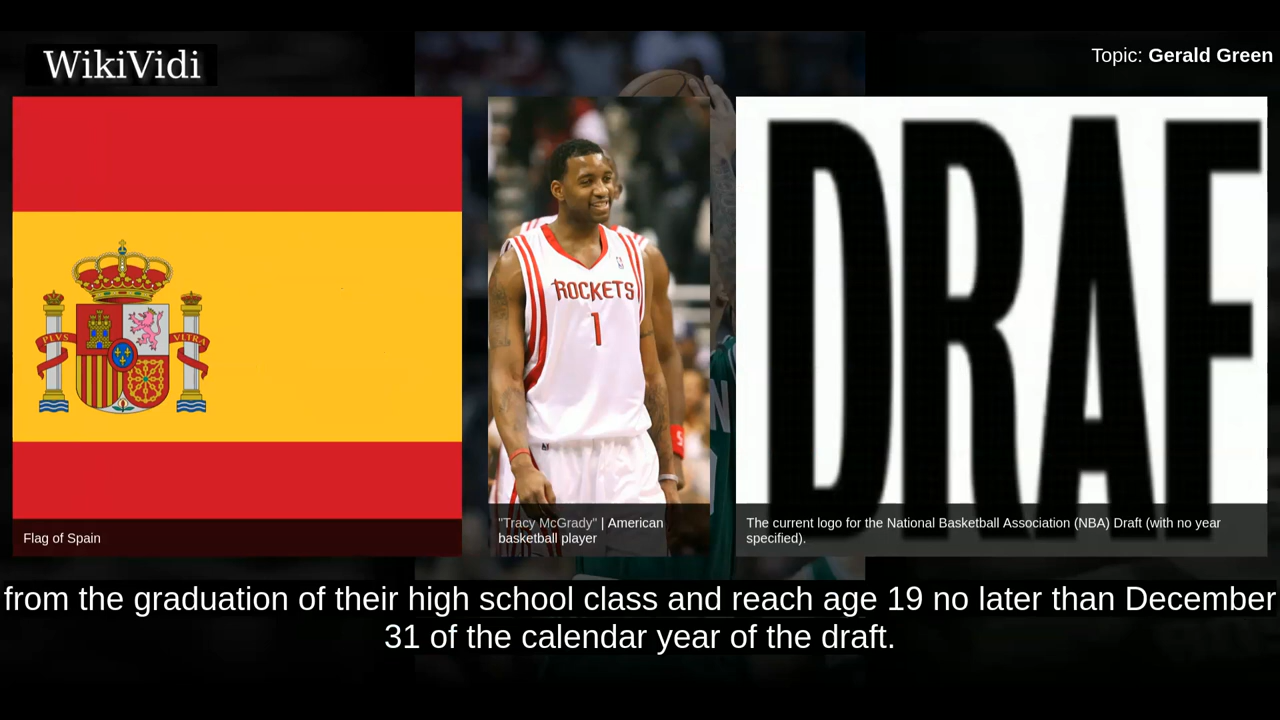 WikiVidi
Topic: Gerald Green
PLVS VLTRA
ROCKETS
1
DRAF
Flag of Spain
"Tracy McGrady" | American
basketball player
The current logo for the National Basketball Association (NBA) Draft (with no year
specified).
from the graduation of their high school class and reach age 19 no later than December
31 of the calendar year of the draft.